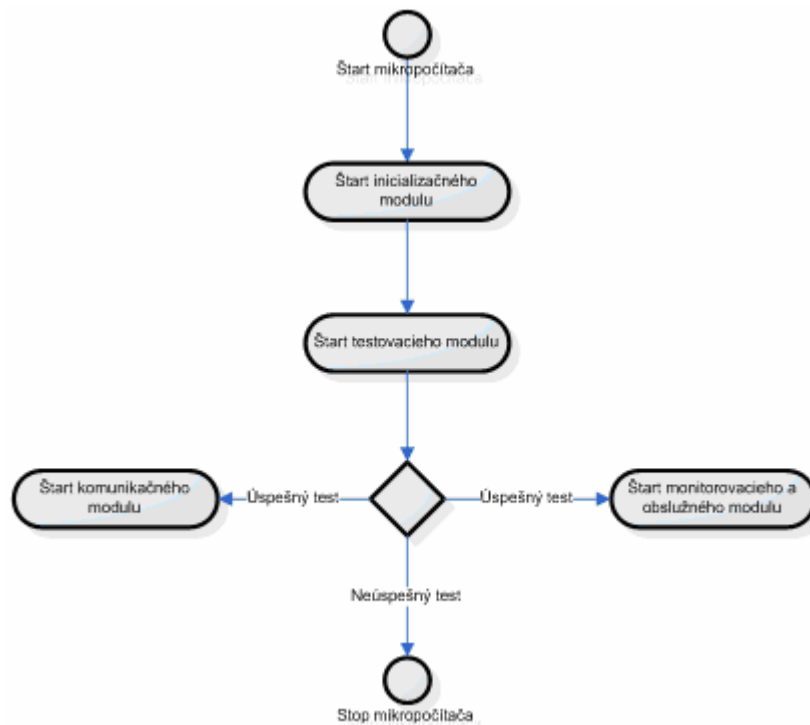 Štart mikropočítača
Štart inicializačného
modulu
Štart testovacieho modulu
Štart komunikačného
modulu
Úspešný test
Úspešný test
Štart monitorovacieho a
obslužného modulu
Neúspešný test
Stop mikropočítača